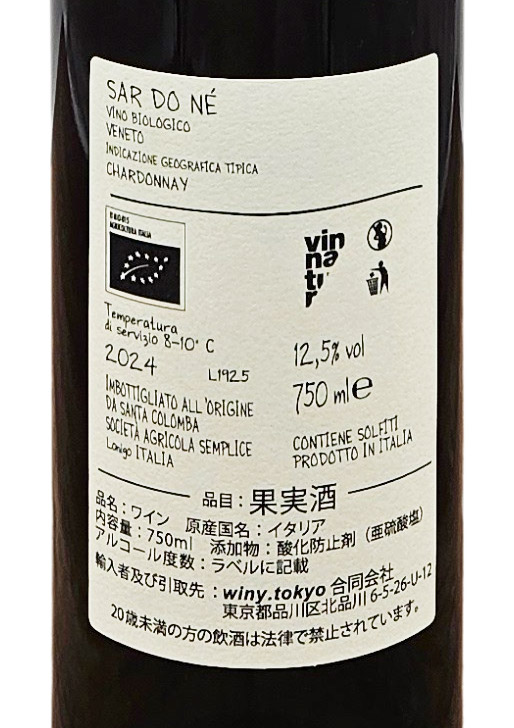 SAR DO NÉ
VINO BIOLOGICO
VENETO
INDICAZIONE GEOGRAFICA TIPICA
CHARDONNAY
AGRICOLTURA ITALIA
vin
na
tu
r
Temperatura
di servizio 8-10° C
2024
L1925
12,5% vol
750 ml e
IMBOTTIGLIATO ALL'ORIGINE
DA SANTA COLOMBA
SOCIETÀ AGRICOLA SEMPLICE
Lonigo ITALIA
CONTIENE SOLFITI
PRODOTTO IN ITALIA
品目：果実酒
品名：ワイン 原産国名：イタリア
内容量：750ml 添加物：酸化防止剤（亜硫酸塩）
アルコール度数：ラベルに記載
輸入者及び引取先：winy.tokyo 合同会社
東京都品川区北品川 6-5-26-U-12
20歳未満の方の飲酒は法律で禁止されています。